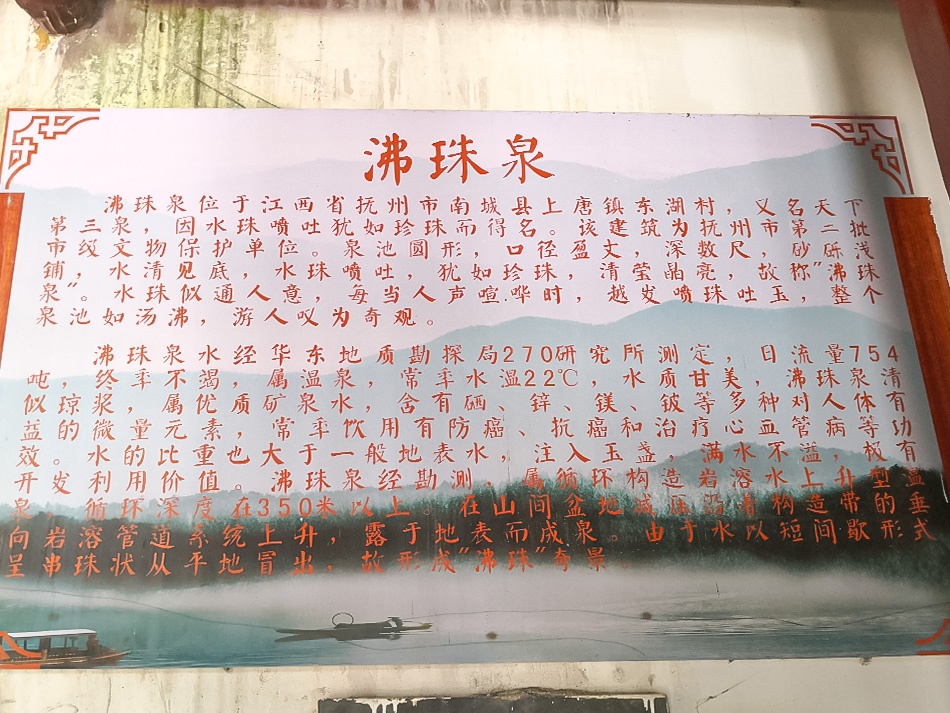 沸珠泉
沸珠泉位于江西省抚州市南城县上唐镇东湖村，又名天下
第三泉，因水珠喷吐犹如珍珠而得名。该建筑为抚州市第二批
市级文物保护单位。泉池圆形，口径盈丈，深数尺，砂砾浅
铺，水清见底，水珠喷吐，犹如珍珠，清莹晶亮，故称"沸珠
泉"。水珠似通人意，每当人声喧哗时，越发喷珠吐玉，整个
泉池如汤沸，游人叹为奇观。
沸珠泉水经华东地质勘探局270研究所测定，日流量754
吨，终年不竭，属温泉，常年水温22℃，水质甘美，沸珠泉清
似琼浆，属优质矿泉水，含有硒、锌、镁、铍等多种对人体有
益的微量元素，常年饮用有防癌、抗癌和治疗心血管病等功
效。水的比重也大于一般地表水，注入玉盏，满水不溢，极有
开发利用价值。沸珠泉经勘测，属循环构造岩溶水上升型温
泉，循环深度在350米以上。在山间盆地减压沿着构造带的垂
向岩溶管道系统上升，露于地表而成泉。由于水以短间歇形式
呈串珠状从平地冒出，故形成"沸珠"奇景。